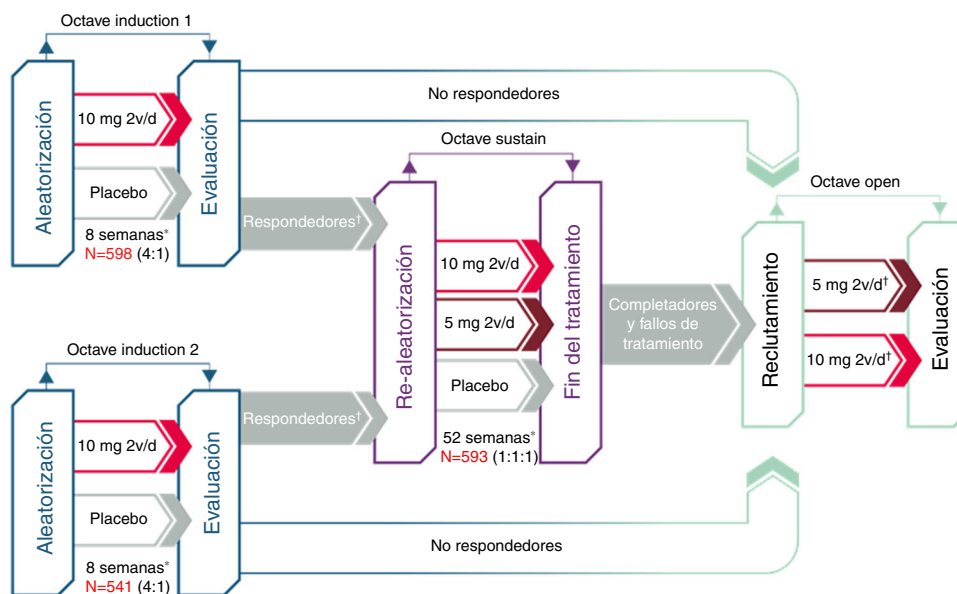 Octave induction 1
Aleatorización
10 mg 2v/d
Placebo
8 semanas*
N=598 (4:1)
Evaluación
No respondedores
Respondedores†
Octave sustain
Re-aleatorización
10 mg 2v/d
5 mg 2v/d
Placebo
52 semanas*
N=593 (1:1:1)
Fin del tratamiento
Completadores
y fallos de
tratamiento
Octave open
Reclutamiento
5 mg 2v/d†
10 mg 2v/d†
Evaluación
Octave induction 2
Aleatorización
10 mg 2v/d
Placebo
8 semanas*
N=541 (4:1)
Evaluación
Respondedores†
No respondedores